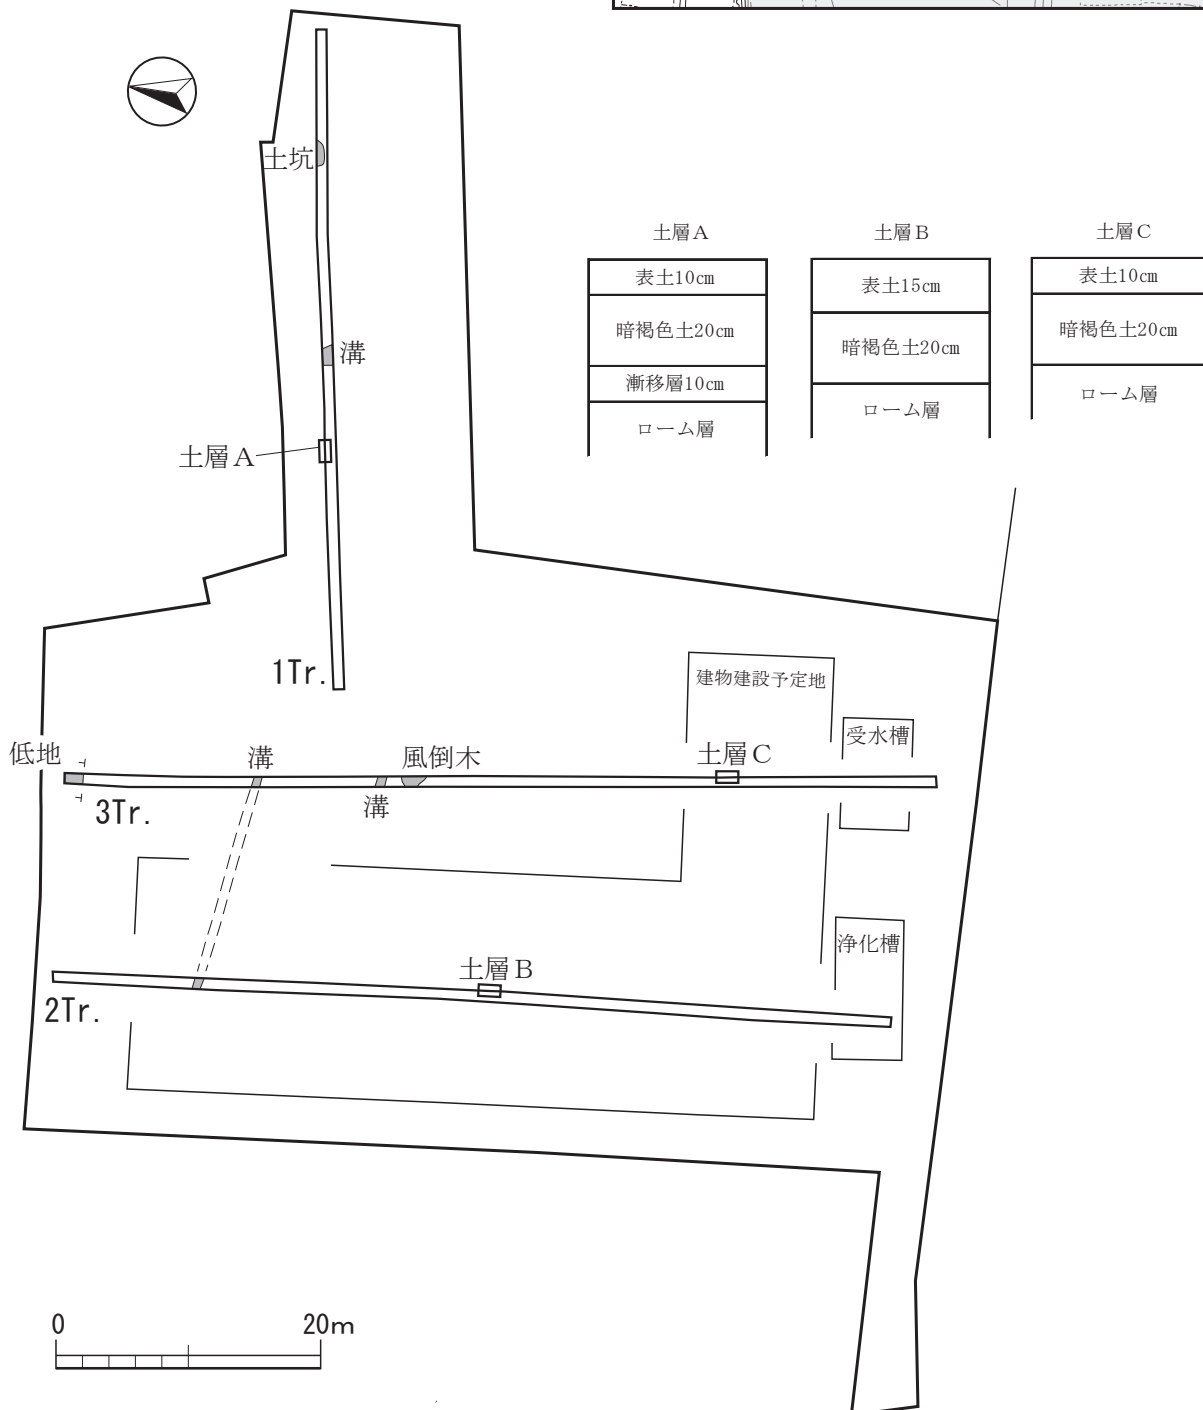 土坑
溝
土層A
1Tr.
土層A
表土10cm
暗褐色土20cm
漸移層10cm
ローム層
土層B
表土15cm
暗褐色土20cm
ローム層
土層C
表土10cm
暗褐色土20cm
ローム層
建物建設予定地
受水槽
低地
溝
風倒木
土層C
3Tr.
溝
浄化槽
土層B
2Tr.
0 20m